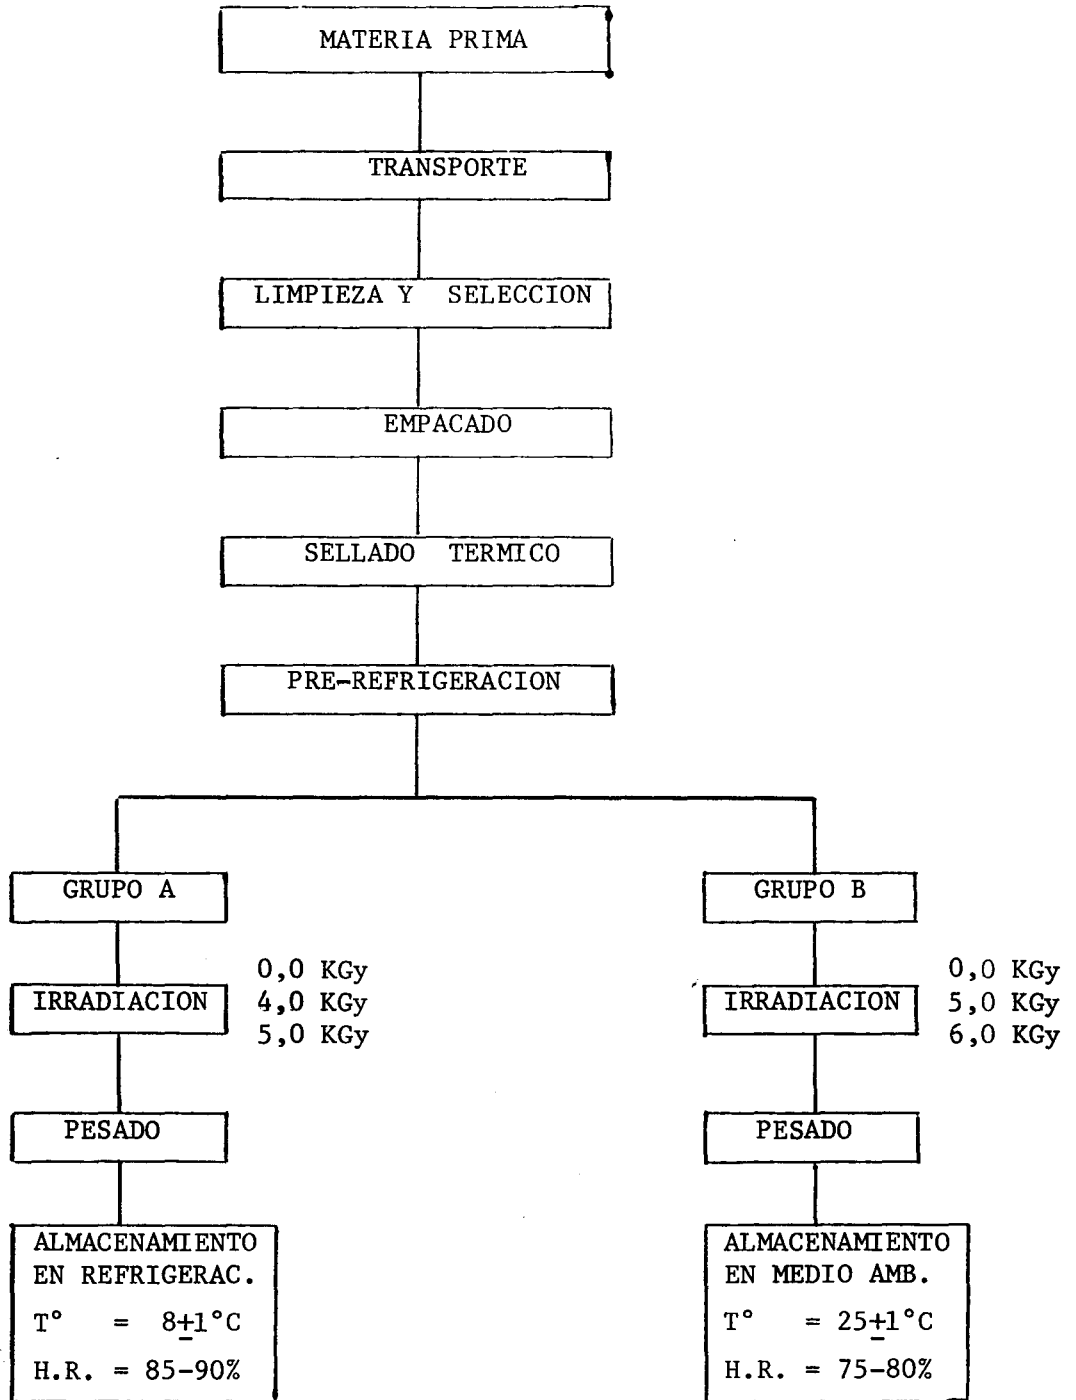 MATERIA PRIMA
TRANSPORTE
LIMPIEZA Y SELECCION
EMPACADO
SELLADO TERMICO
PRE-REFRIGERACION
GRUPO A
IRRADIACION
0,0 KGy
4,0 KGy
5,0 KGy
PESADO
ALMACENAMIENTO
EN REFRIGERAC.
T° = 8±1°C
H.R. = 85-90%
GRUPO B
IRRADIACION
0,0 KGy
5,0 KGy
6,0 KGy
PESADO
ALMACENAMIENTO
EN MEDIO AMB.
T° = 25±1°C
H.R. = 75-80%